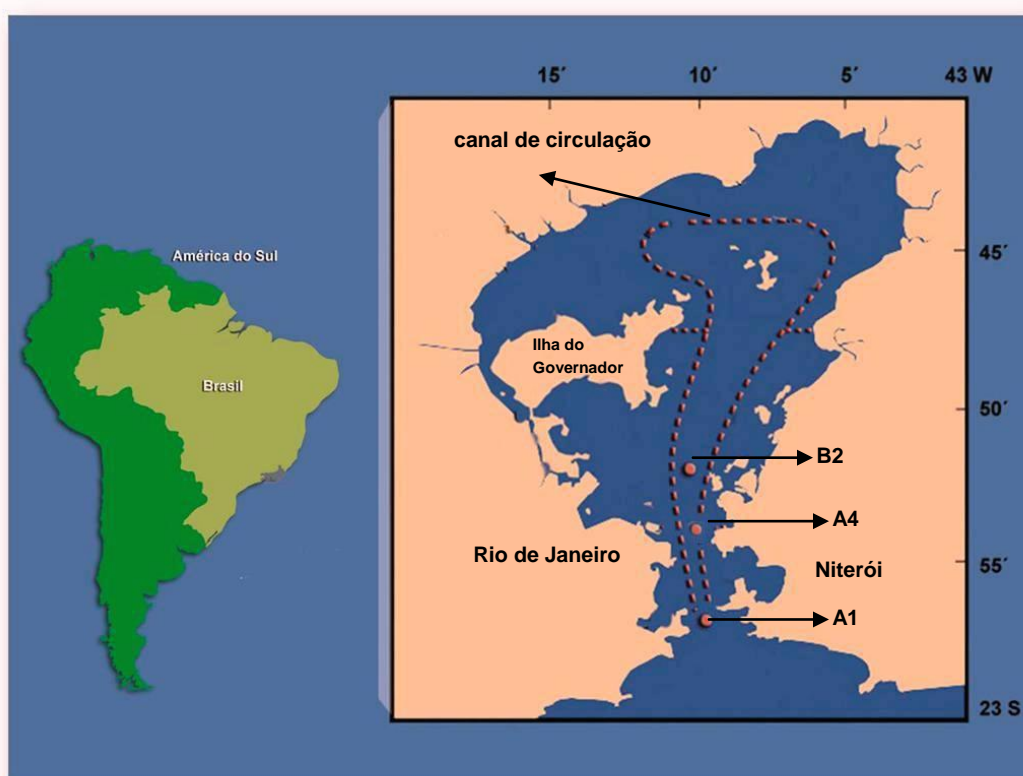 15´ 10´ 5´ 43 W
canal de circulação
América do Sul
45´
Ilha do
Governador
Brasil
50´
B2
A4
Rio de Janeiro
Niterói
55´
A1
23 S